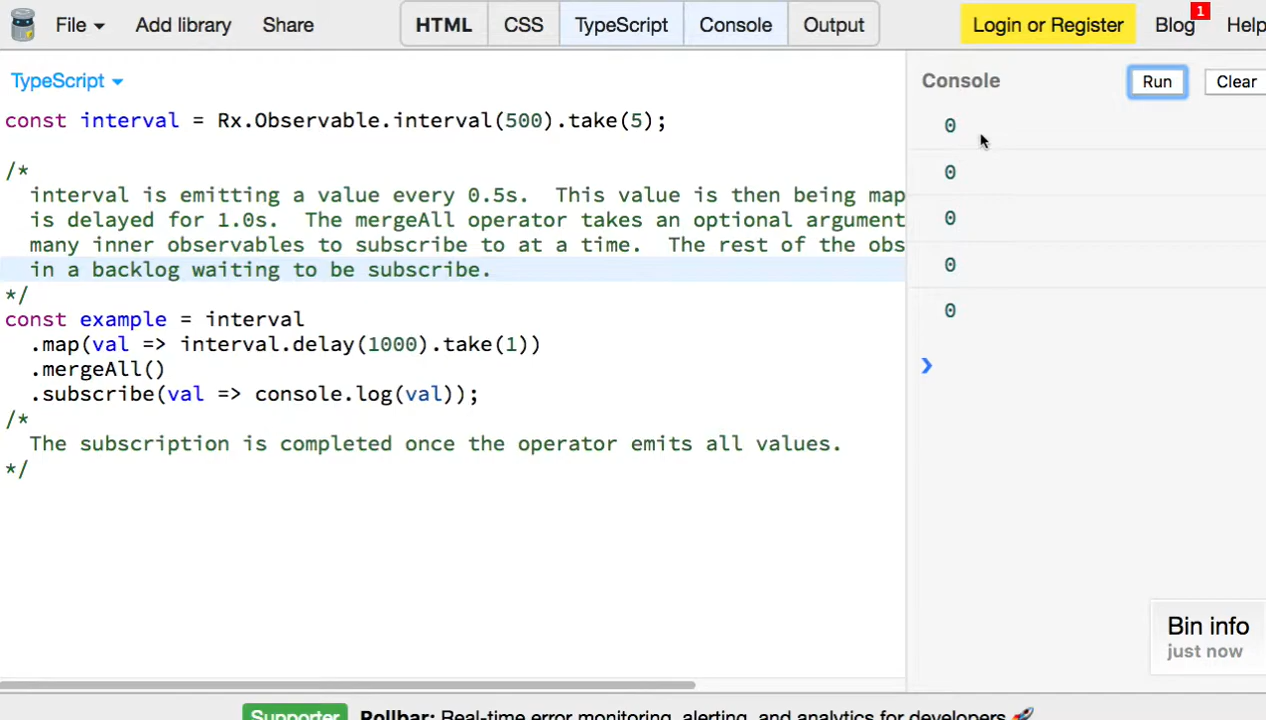 File Add library Share HTML CSS TypeScript Console Output Login or Register Blog 1 Help
TypeScript
const interval = Rx.Observable.interval(500).take(5);
/*
interval is emitting a value every 0.5s.  This value is then being map
is delayed for 1.0s.  The mergeAll operator takes an optional argument
many inner observables to subscribe to at a time.  The rest of the obs
in a backlog waiting to be subscribe.
*/
const example = interval
.map(val => interval.delay(1000).take(1))
.mergeAll()
.subscribe(val => console.log(val));
/*
The subscription is completed once the operator emits all values.
*/
Console Run Clear
0
0
0
0
0
Bin info
just now
Supporter Rollbar: Real-time error monitoring, alerting, and analytics for developers 🚀